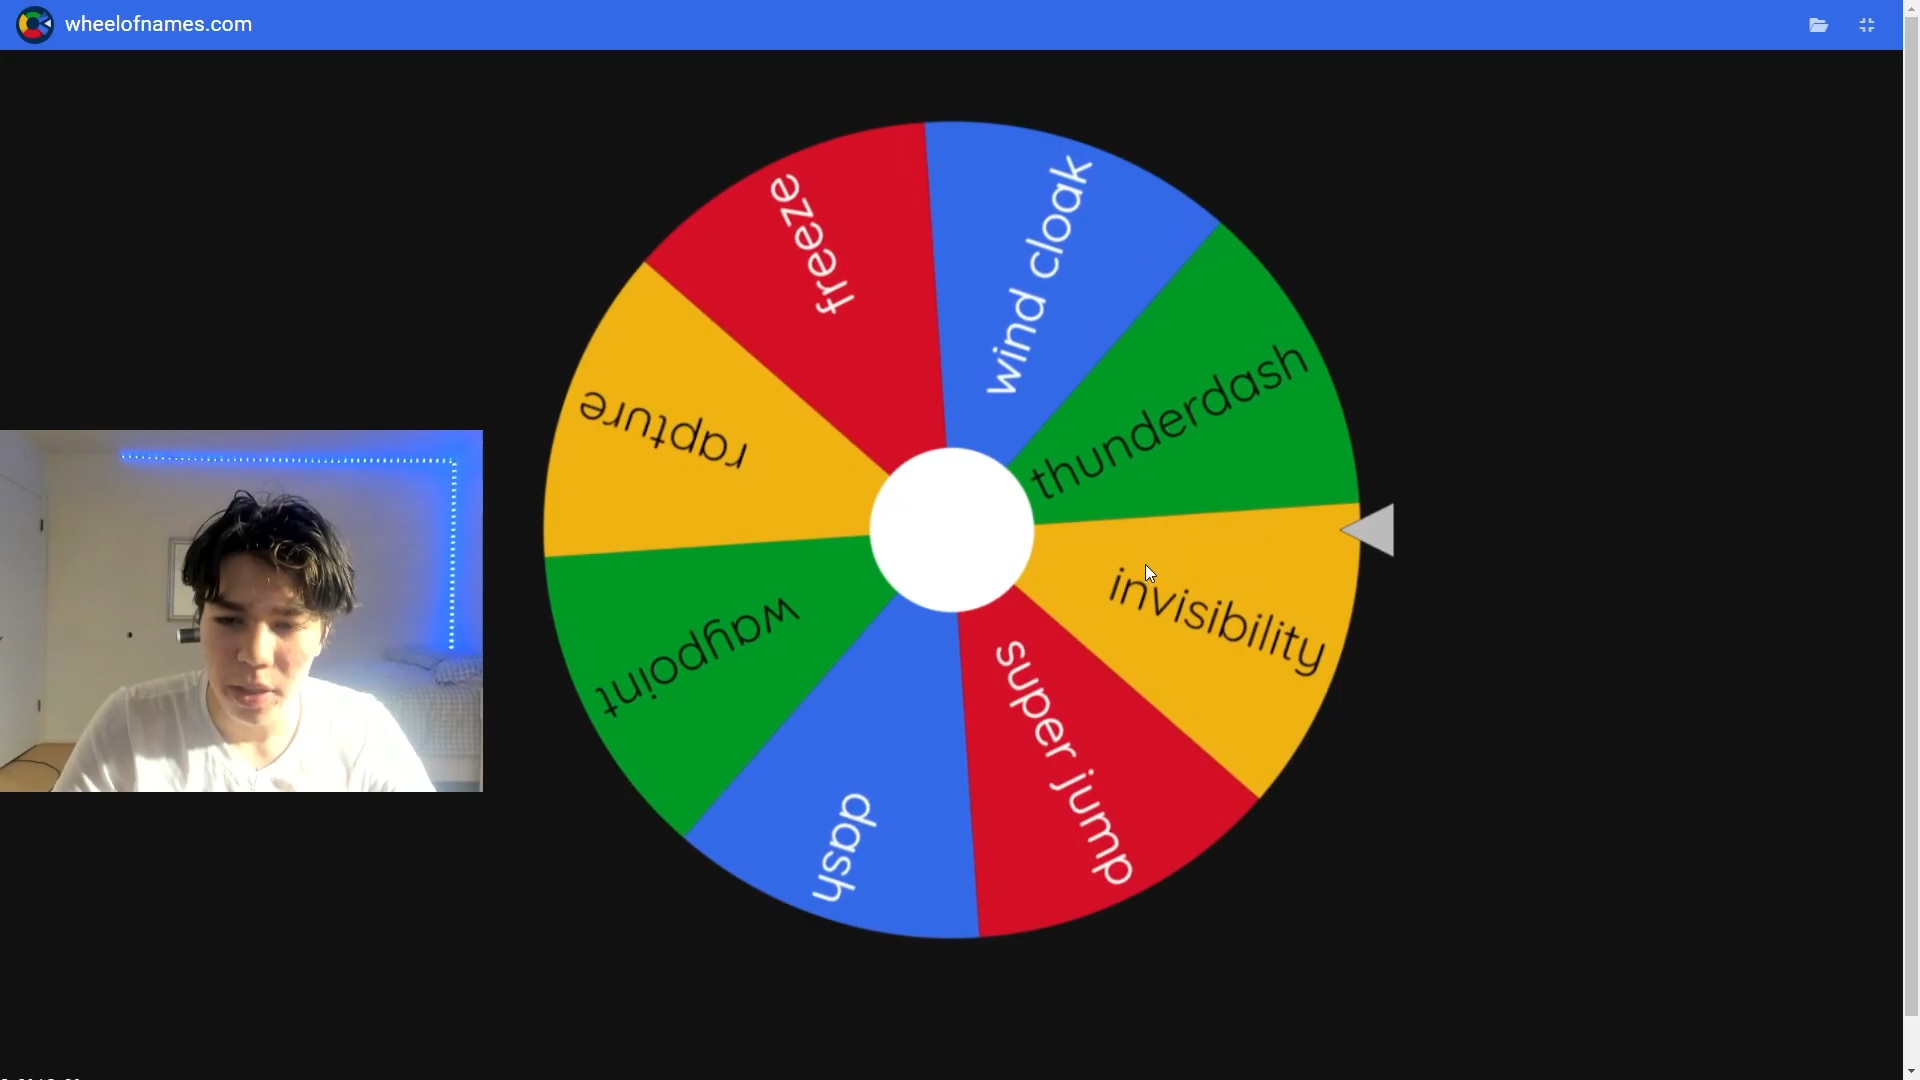 wheelofnames.com
wind cloak
thunderdash
invisibility
super jump
dash
waypoint
rapture
freeze